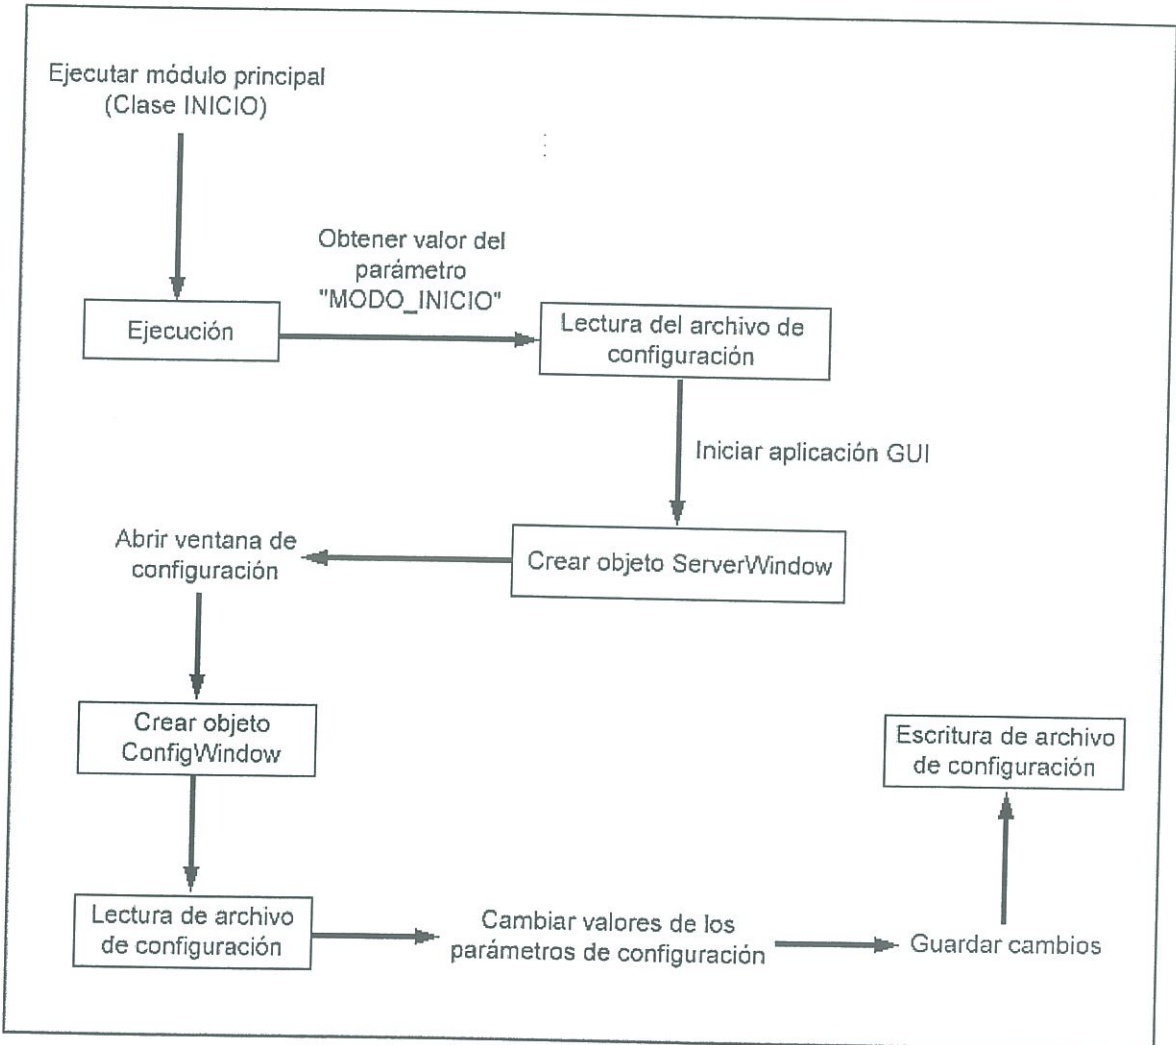 Ejecutar módulo principal
(Clase INICIO)
Obtener valor del
parámetro
"MODO_INICIO"
Ejecución
Lectura del archivo de
configuración
Iniciar aplicación GUI
Crear objeto ServerWindow
Abrir ventana de
configuración
Crear objeto
ConfigWindow
Lectura de archivo
de configuración
Cambiar valores de los
parámetros de configuración
Guardar cambios
Escritura de archivo
de configuración